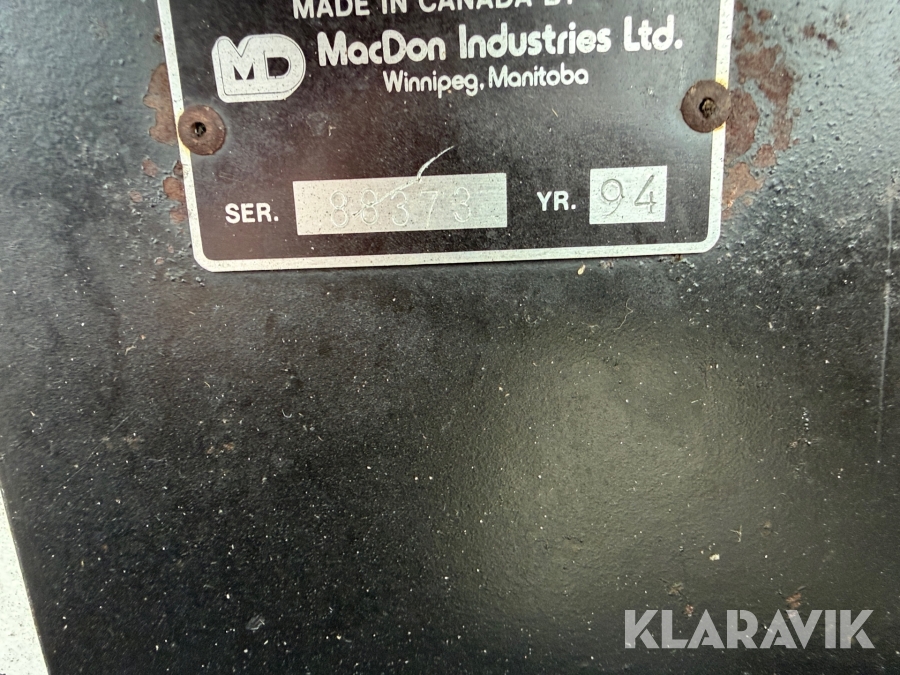 MADE IN CANADA BY
MD MacDon Industries Ltd.
Winnipeg, Manitoba
SER. 88373 YR. 94
KLARAVIK